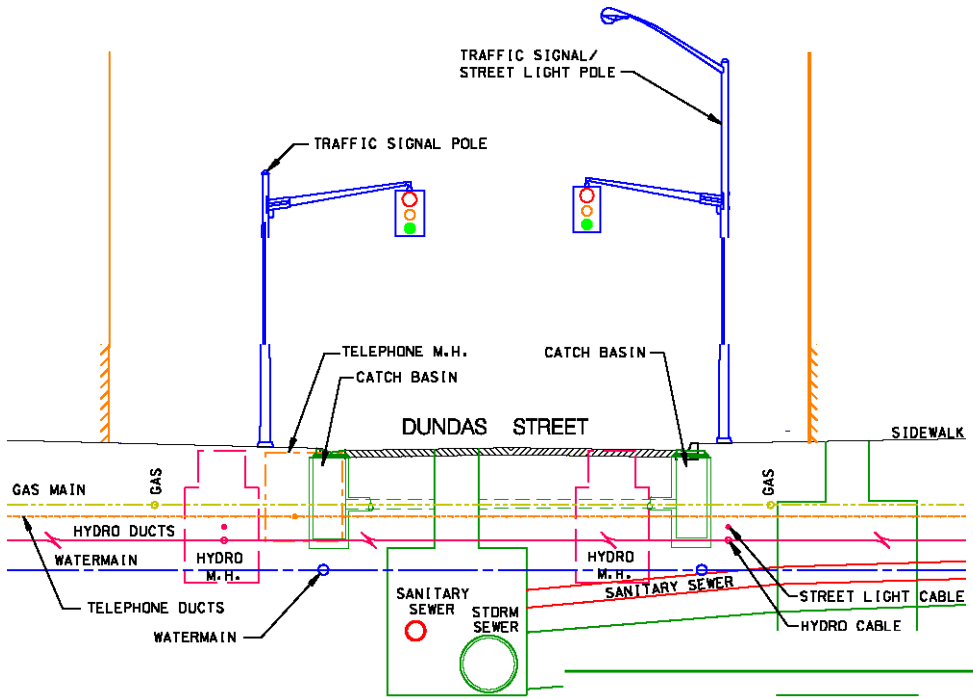 TRAFFIC SIGNAL/
STREET LIGHT POLE
TRAFFIC SIGNAL POLE
TELEPHONE M.H.
CATCH BASIN
CATCH BASIN
DUNDAS STREET
SIDEWALK
GAS MAIN
GAS
GAS
HYDRO DUCTS
WATERMAIN
HYDRO
M.H.
HYDRO
M.H.
SANITARY SEWER
TELEPHONE DUCTS
WATERMAIN
SANITARY
SEWER
STORM
SEWER
STREET LIGHT CABLE
HYDRO CABLE